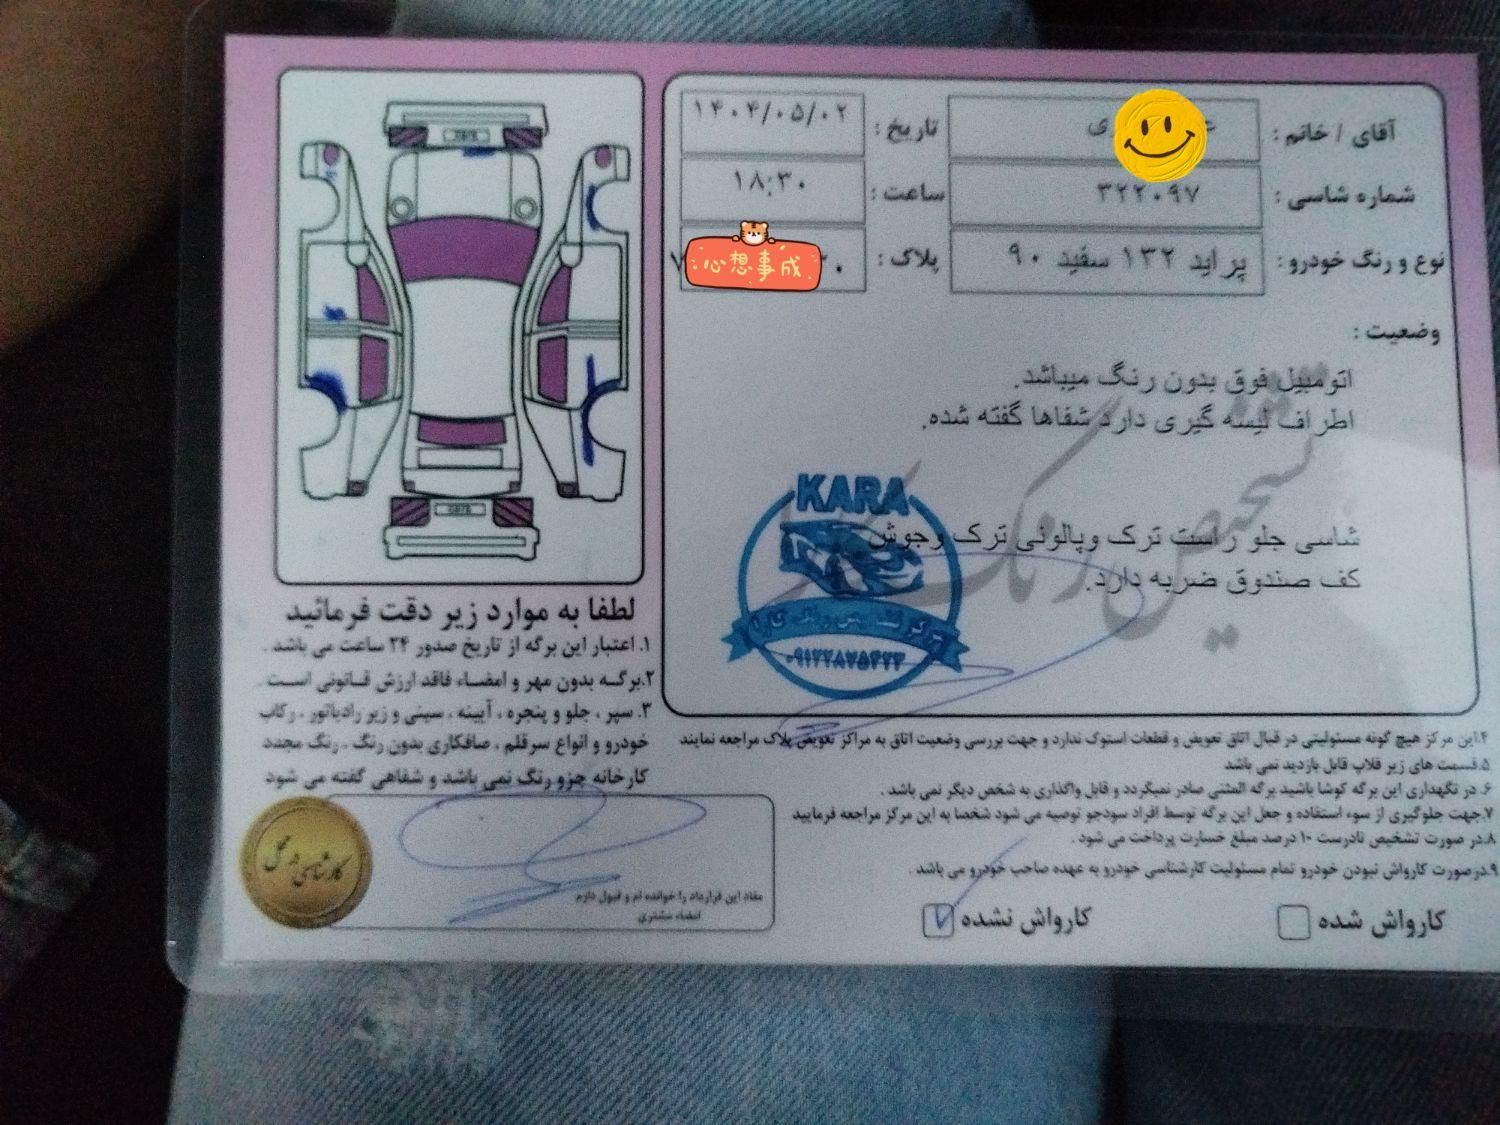 آقای / خانم :
تاریخ : ۱۴۰۴/۰۵/۰۲
شماره شاسی : ۳۲۲۰۹۷
ساعت : ۱۸:۳۰
نوع و رنگ خودرو : پراید ۱۳۲ سفید ۹۰
پلاک :
心想事成
وضعیت :
اتومبیل فوق بدون رنگ میباشد.
اطراف لیسه گیری دارد شفاها گفته شده.
تشخیص رنگ کارا
شاسی جلو راست ترک وپالونی ترک وجوش
کف صندوق ضربه دارد.
KARA
لطفا به موارد زیر دقت فرمائید
۱. اعتبار این برگه از تاریخ صدور ۲۴ ساعت می باشد .
۲.برگه بدون مهر و امضاء فاقد ارزش قانونی است .
۳. سپر ، جلو و پنجره ، آیینه ، سینی و زیر رادیاتور ، رکاب
خودرو و انواع سرقلم ، صافکاری بدون رنگ ، رنگ مجدد
کارخانه جزو رنگ نمی باشد و شفاهی گفته می شود
۴.این مرکز هیچ گونه مسئولیتی در قبال اتاق تعویض و قطعات استوک ندارد و جهت بررسی وضعیت اتاق به مراکز تعویض پلاک مراجعه نمایند
۵.قسمت های زیر فلاپ قابل بازدید نمی باشد
۶. در نگهداری این برگه کوشا باشید برگه المثنی صادر نمیگردد و قابل واگذاری به شخص دیگر نمی باشد .
۷.جهت جلوگیری از سوء استفاده و جعل این برگه توسط افراد سودجو توصیه می شود شخصا به این مرکز مراجعه فرمایید
۸.در صورت تشخیص نادرست ۱۰ درصد مبلغ خسارت پرداخت می شود .
۹.درصورت کارواش نبودن خودرو تمام مسئولیت کارشناسی خودرو به عهده صاحب خودرو می باشد .
کارواش شده
کارواش نشده
مفاد این قرارداد را خوانده ام و قبول دارم
امضاء مشتری
کارشناسی در محل